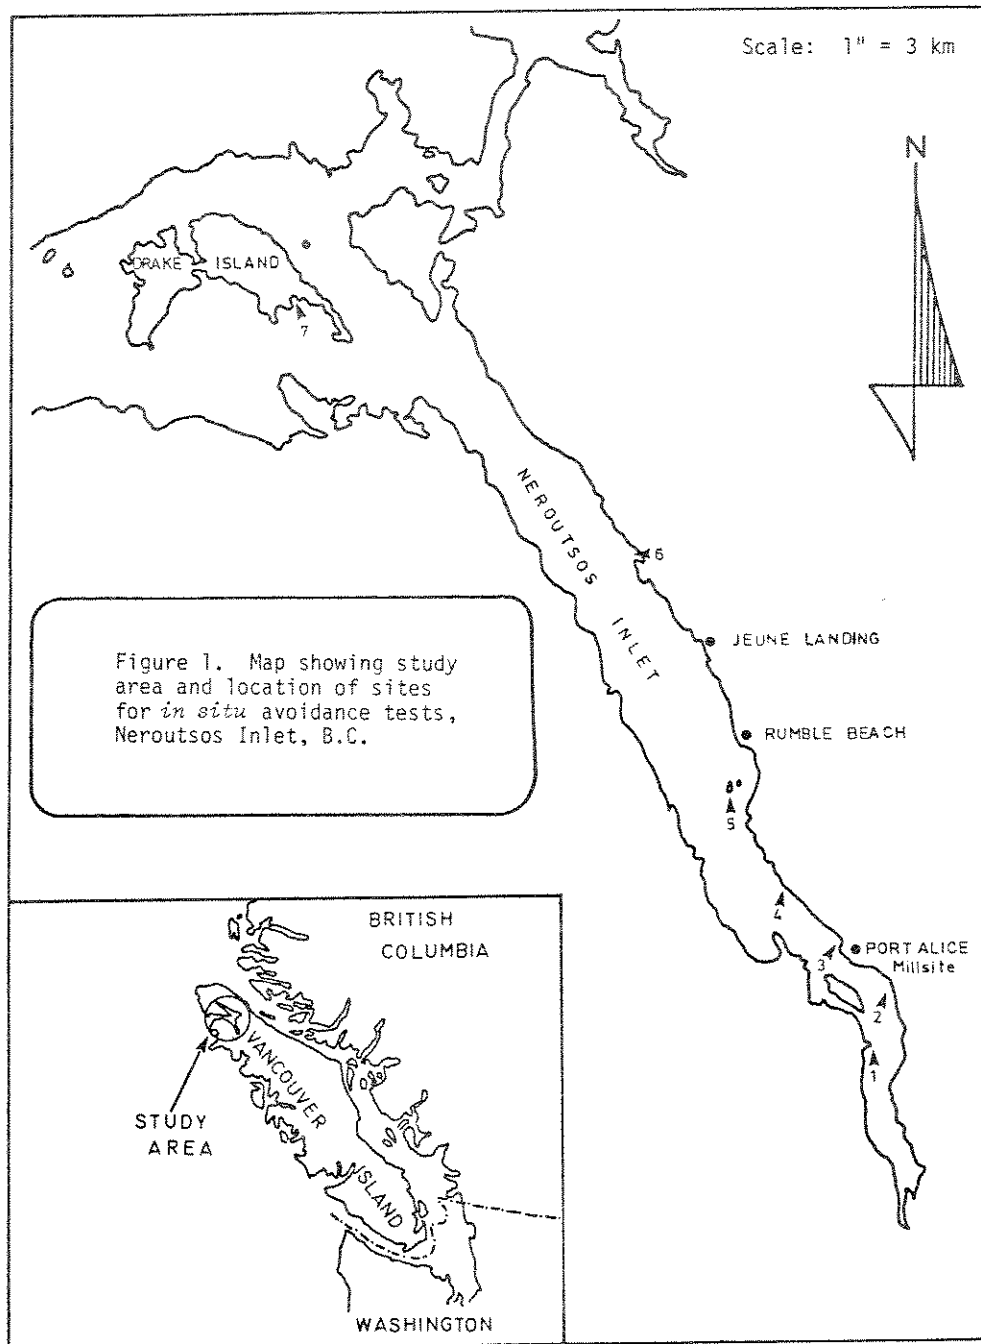 Scale: 1" = 3 km
N
DRAKE ISLAND
7
NEROUTSOS INLET
6
JEUNE LANDING
RUMBLE BEACH
5
4
PORT ALICE
Millsite
3
2
1
Figure 1. Map showing study
area and location of sites
for in situ avoidance tests,
Neroutsos Inlet, B.C.
BRITISH
COLUMBIA
VANCOUVER
ISLAND
STUDY
AREA
WASHINGTON